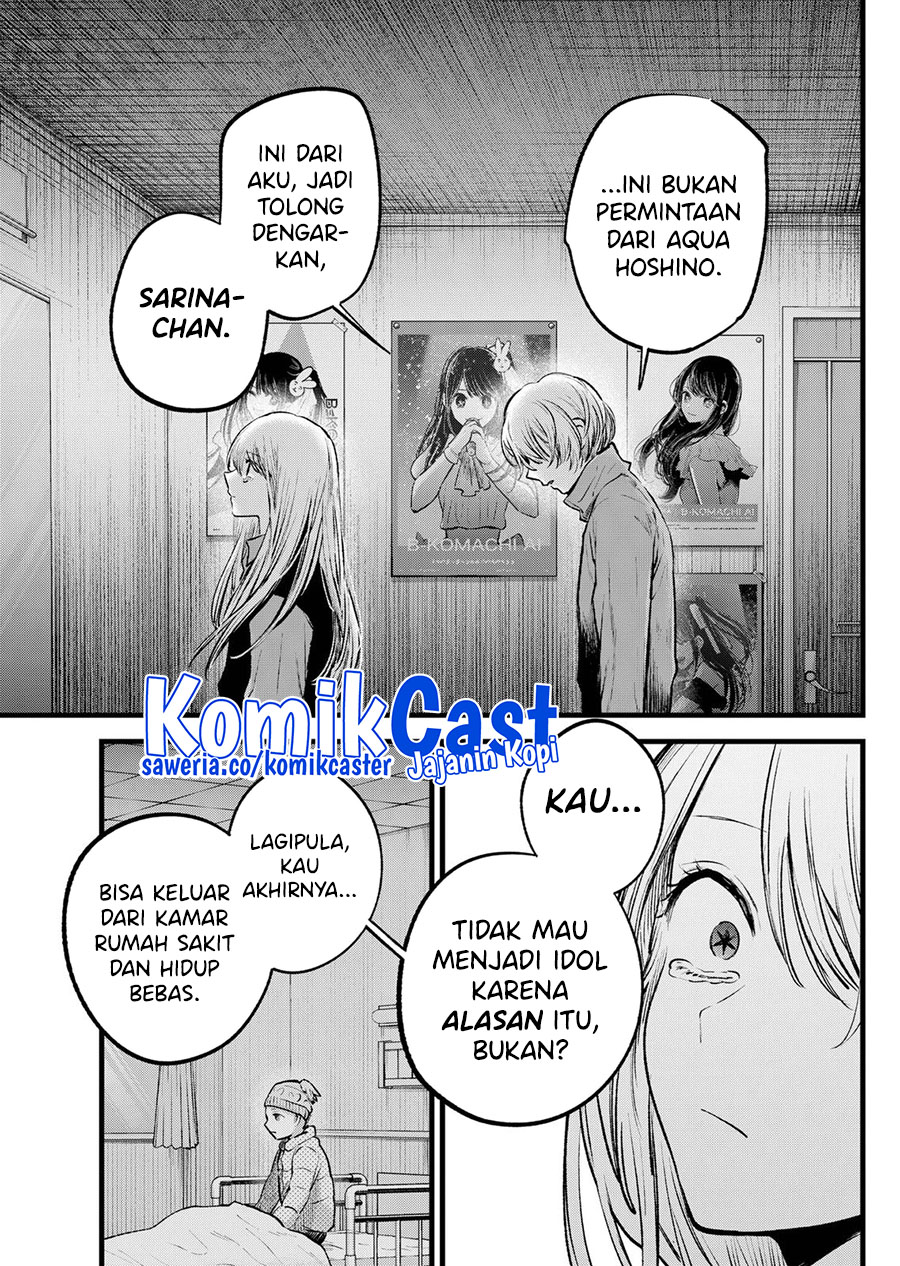 ...INI BUKAN
PERMINTAAN
DARI AQUA
HOSHINO.
INI DARI
AKU, JADI
TOLONG
DENGAR-
KAN,
SARINA-
CHAN.
B-KOMACHI AI
B-KOMACHI AI
KomikCast
saweria.co/komikcaster
Jajanin Kopi
KAU...
TIDAK MAU
MENJADI IDOL
KARENA
ALASAN ITU,
BUKAN?
LAGIPULA,
KAU
AKHIRNYA...
BISA KELUAR
DARI KAMAR
RUMAH SAKIT
DAN HIDUP
BEBAS.